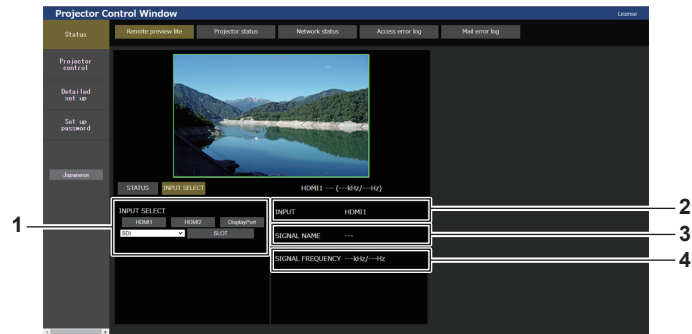 Projector Control Window
License
Status
Remote preview lite
Projector status
Network status
Access error log
Mail error log
Projector
control
Detailed
set up
Set up
password
Japanese
STATUS
INPUT SELECT
HDMI1 --- (---kHz/---Hz)
1
INPUT SELECT
HDMI1
HDMI2
DisplayPort
SDI
SLOT
INPUT
HDMI1
2
SIGNAL NAME
---
3
SIGNAL FREQUENCY
---kHz/---Hz
4